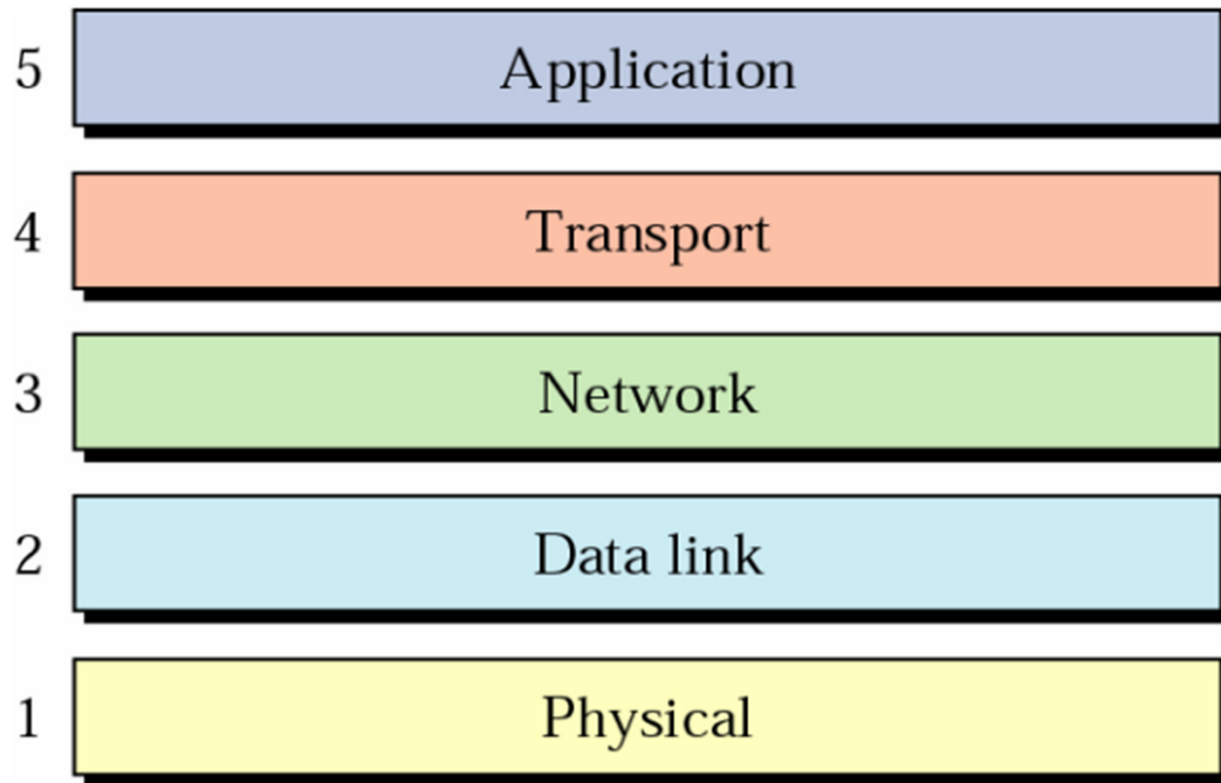 5 Application
4 Transport
3 Network
2 Data link
1 Physical